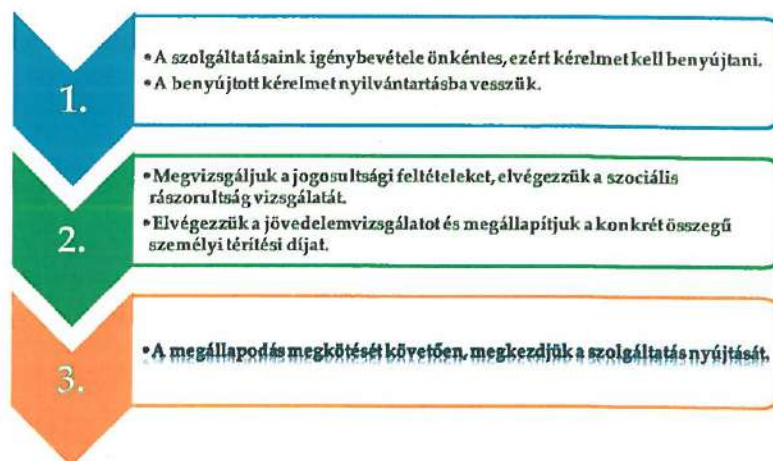 1.
• A szolgáltatásaink igénybevétele önkéntes, ezért kérelmet kell benyújtani.
• A benyújtott kérelmet nyilvántartásba vesszük.
2.
• Megvizsgáljuk a jogosultsági feltételeket, elvégezzük a szociális
rászorultság vizsgálatát.
• Elvégezzük a jövedelemvizsgálatot és megállapítjuk a konkrét összegű
személyi térítési díjat.
3.
• A megállapodás megkötését követően, megkezdjük a szolgáltatás nyújtását.